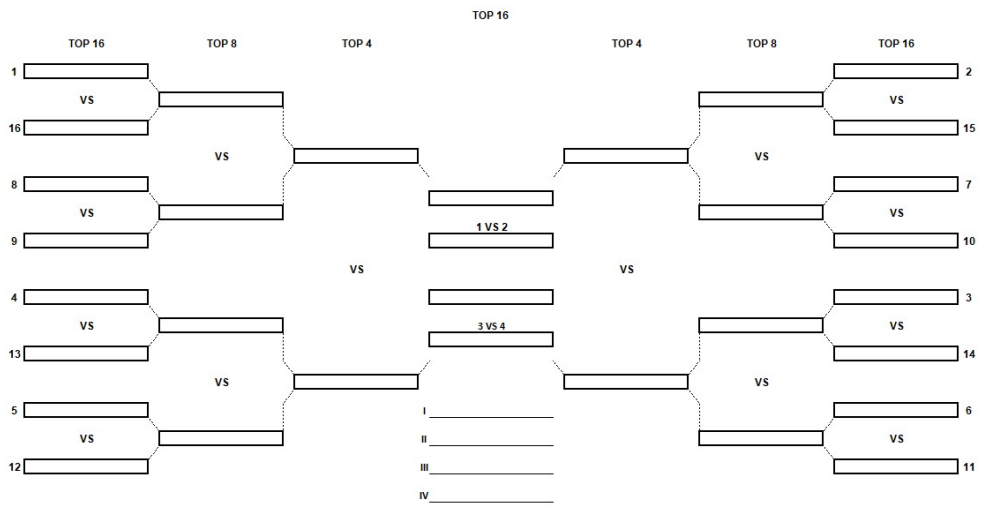 TOP 16
TOP 16 TOP 8 TOP 4 TOP 4 TOP 8 TOP 16
1 2
VS VS
16 15
VS VS
8 7
VS 1 VS 2 VS
9 10
VS VS
4 3
VS 3 VS 4 VS
13 14
VS VS
5 I 6
VS II VS
12 III 11
IV